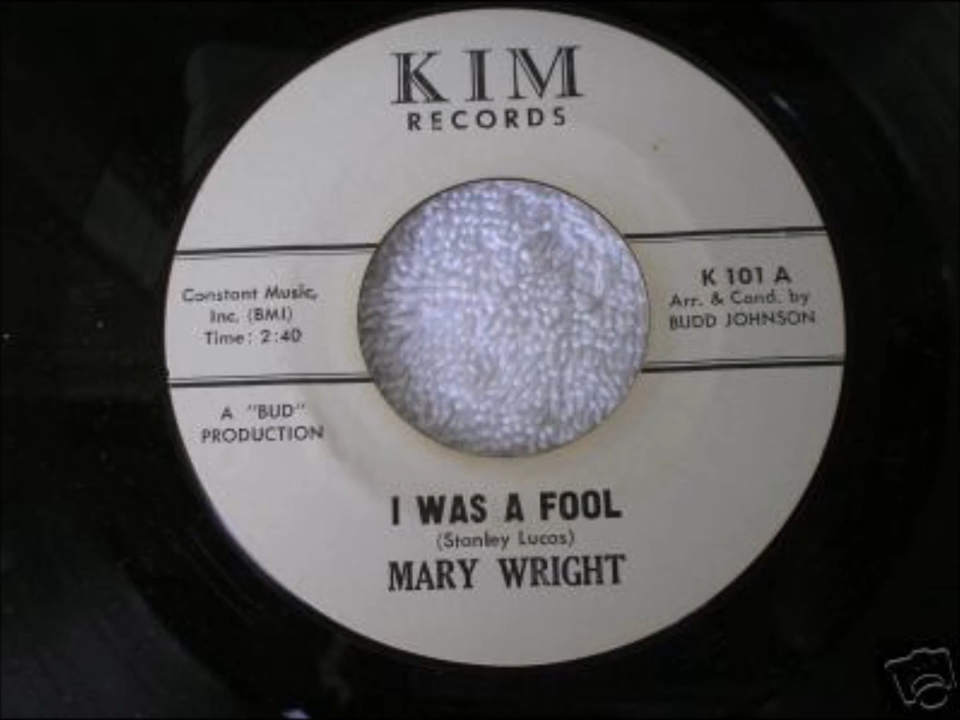 KIM
RECORDS
Constant Music,
Inc. (BMI)
Time: 2:40
K 101 A
Arr. & Cond. by
BUDD JOHNSON
A "BUD"
PRODUCTION
I WAS A FOOL
(Stanley Lucas)
MARY WRIGHT